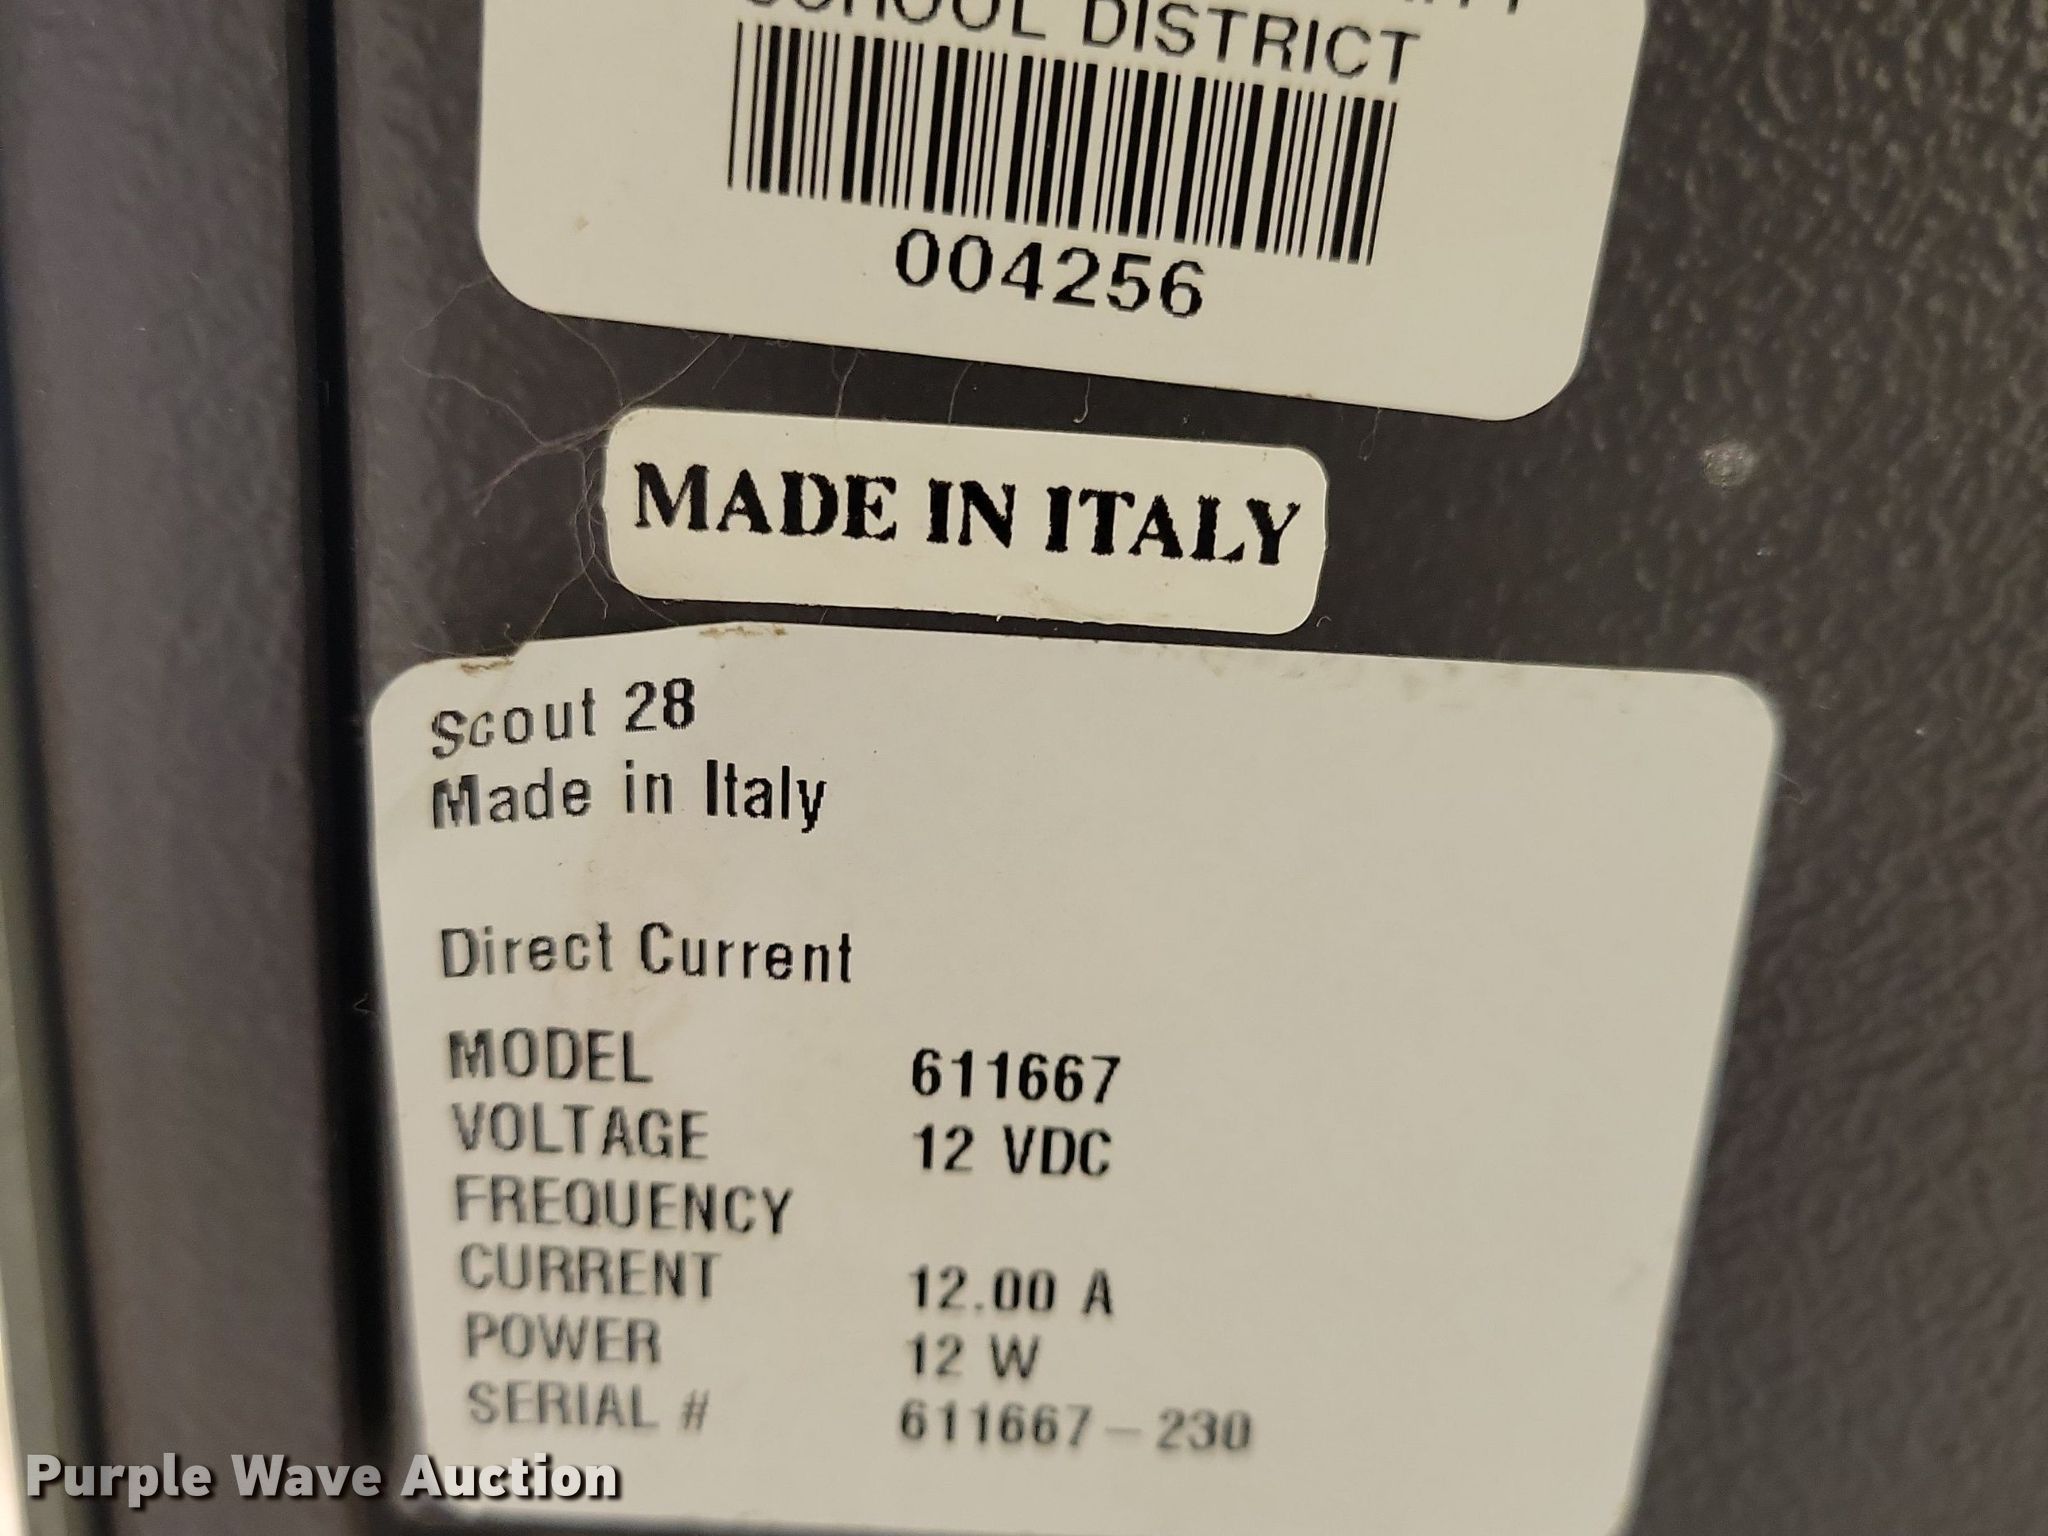 SCHOOL DISTRICT
004256
MADE IN ITALY
Scout 28
Made in Italy
Direct Current
MODEL 611667
VOLTAGE 12 VDC
FREQUENCY
CURRENT 12.00 A
POWER 12 W
SERIAL # 611667-230
Purple Wave Auction